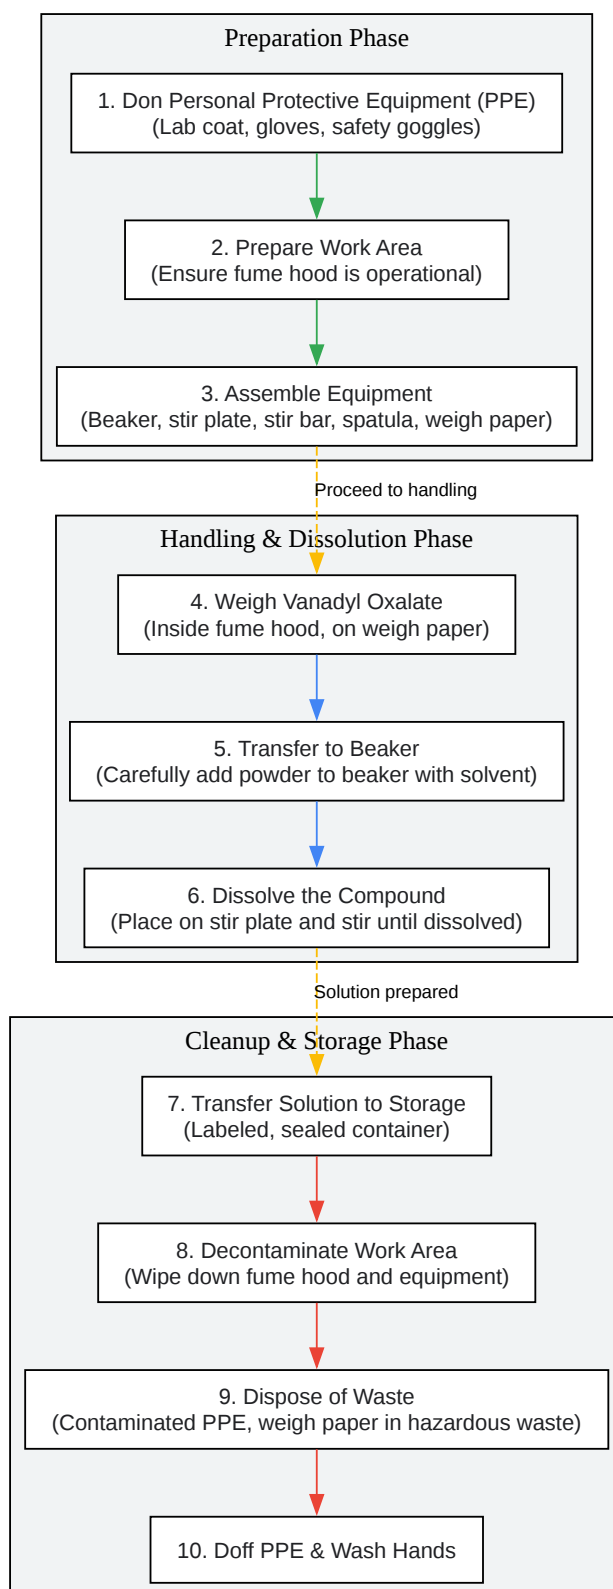 Preparation Phase
1. Don Personal Protective Equipment (PPE)
(Lab coat, gloves, safety goggles)
2. Prepare Work Area
(Ensure fume hood is operational)
3. Assemble Equipment
(Beaker, stir plate, stir bar, spatula, weigh paper)
Proceed to handling
Handling & Dissolution Phase
4. Weigh Vanadyl Oxalate
(Inside fume hood, on weigh paper)
5. Transfer to Beaker
(Carefully add powder to beaker with solvent)
6. Dissolve the Compound
(Place on stir plate and stir until dissolved)
Solution prepared
Cleanup & Storage Phase
7. Transfer Solution to Storage
(Labeled, sealed container)
8. Decontaminate Work Area
(Wipe down fume hood and equipment)
9. Dispose of Waste
(Contaminated PPE, weigh paper in hazardous waste)
10. Doff PPE & Wash Hands